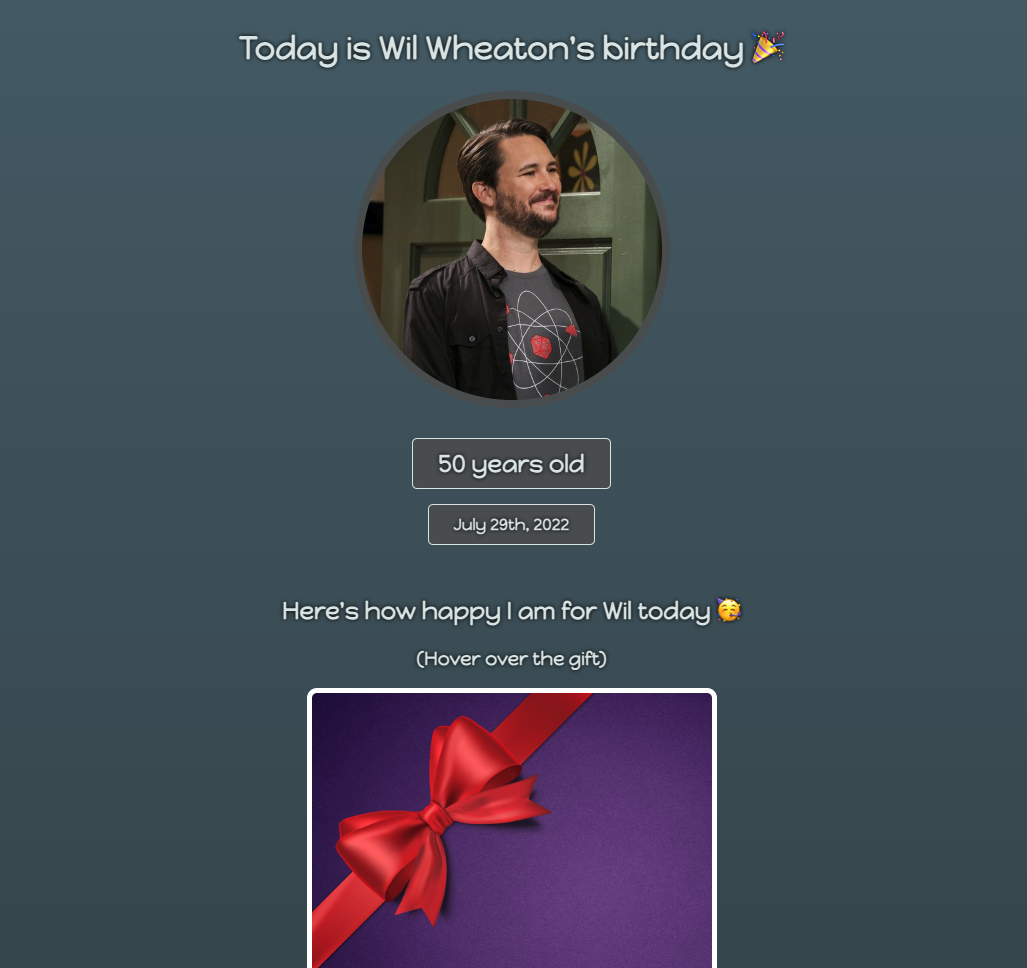 Today is Wil Wheaton's birthday 🎉
50 years old
July 29th, 2022
Here's how happy I am for Wil today 🥳
(Hover over the gift)